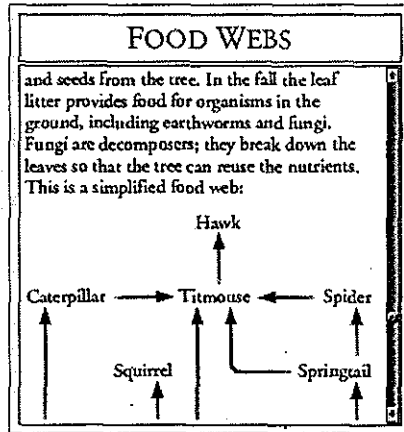 FOOD WEBS
and seeds from the tree. In the fall the leaf
litter provides food for organisms in the
ground, including earthworms and fungi.
Fungi are decomposers; they break down the
leaves so that the tree can reuse the nutrients.
This is a simplified food web:
Hawk
Caterpillar Titmouse Spider
Squirrel Springtail